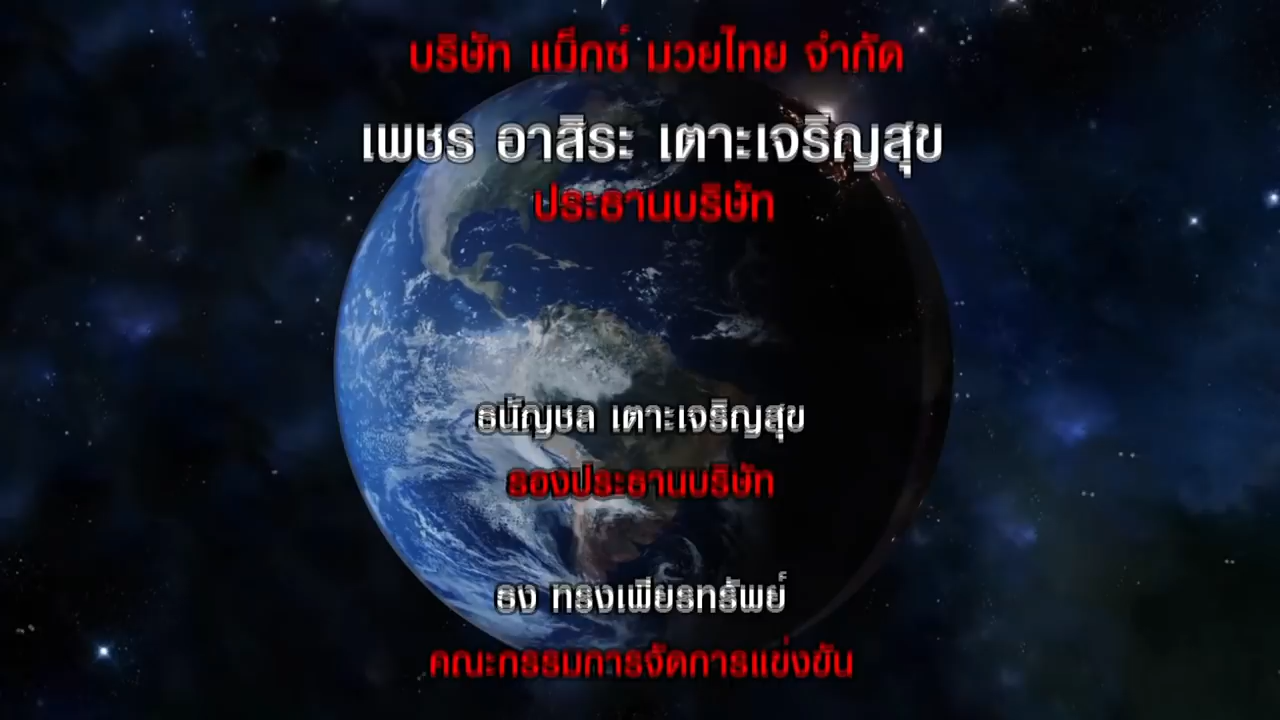 บริษัท แม็กซ์ มวยไทย จำกัด
เพชร อาสิระ เตาะเจริญสุข
ประธานบริษัท
ธนัญชล เตาะเจริญสุข
รองประธานบริษัท
ธง ทรงเพียรทรัพย์
คณะกรรมการจัดการแข่งขัน